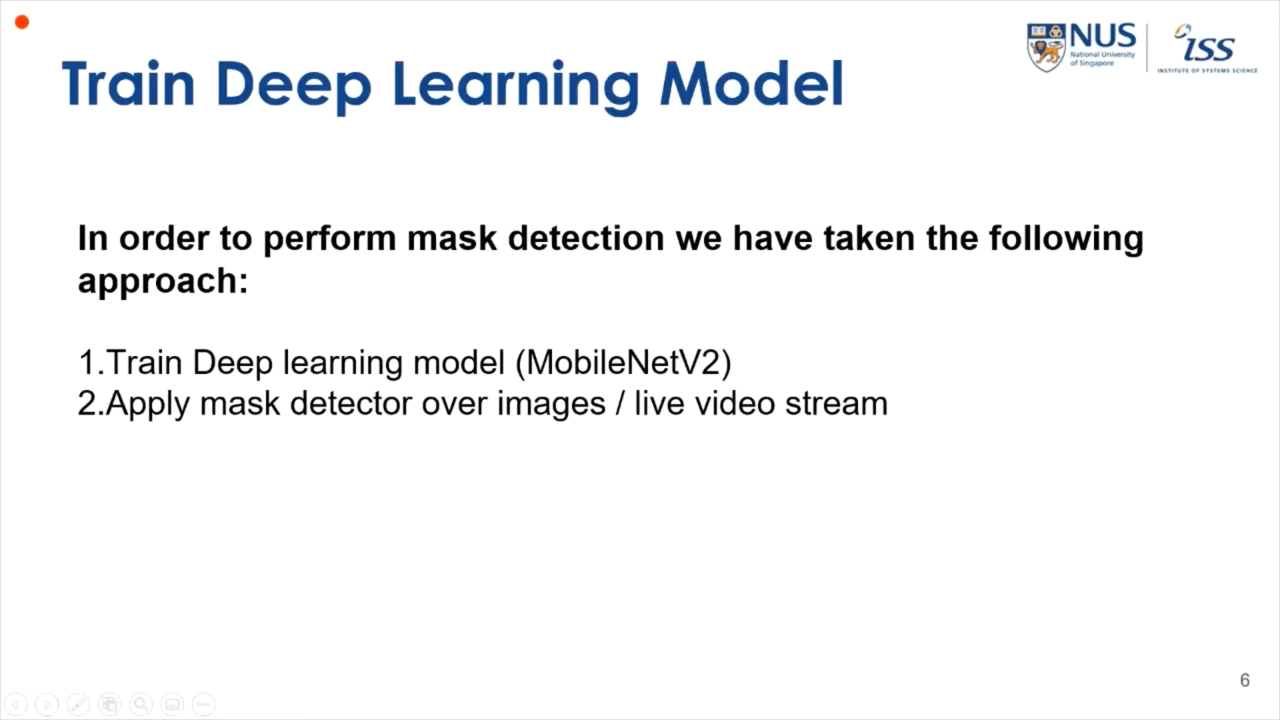 Train Deep Learning Model
NUS
National University
of Singapore
iss
INSTITUTE OF SYSTEMS SCIENCE
In order to perform mask detection we have taken the following
approach:
1.Train Deep learning model (MobileNetV2)
2.Apply mask detector over images / live video stream
6